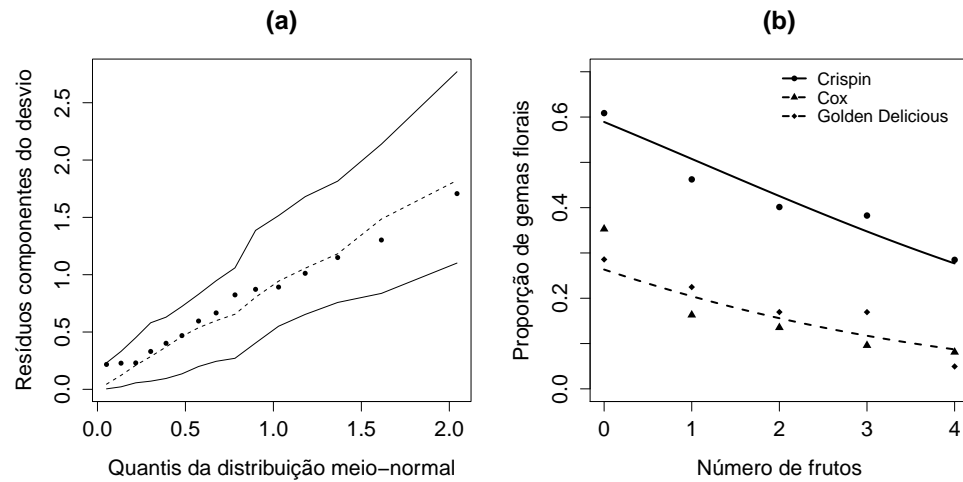 (a)
Resíduos componentes do desvio
0.0 0.5 1.0 1.5 2.0 2.5
0.0 0.5 1.0 1.5 2.0
Quantis da distribuição meio−normal
(b)
Proporção de gemas florais
0.0 0.2 0.4 0.6
Crispin
Cox
Golden Delicious
0 1 2 3 4
Número de frutos